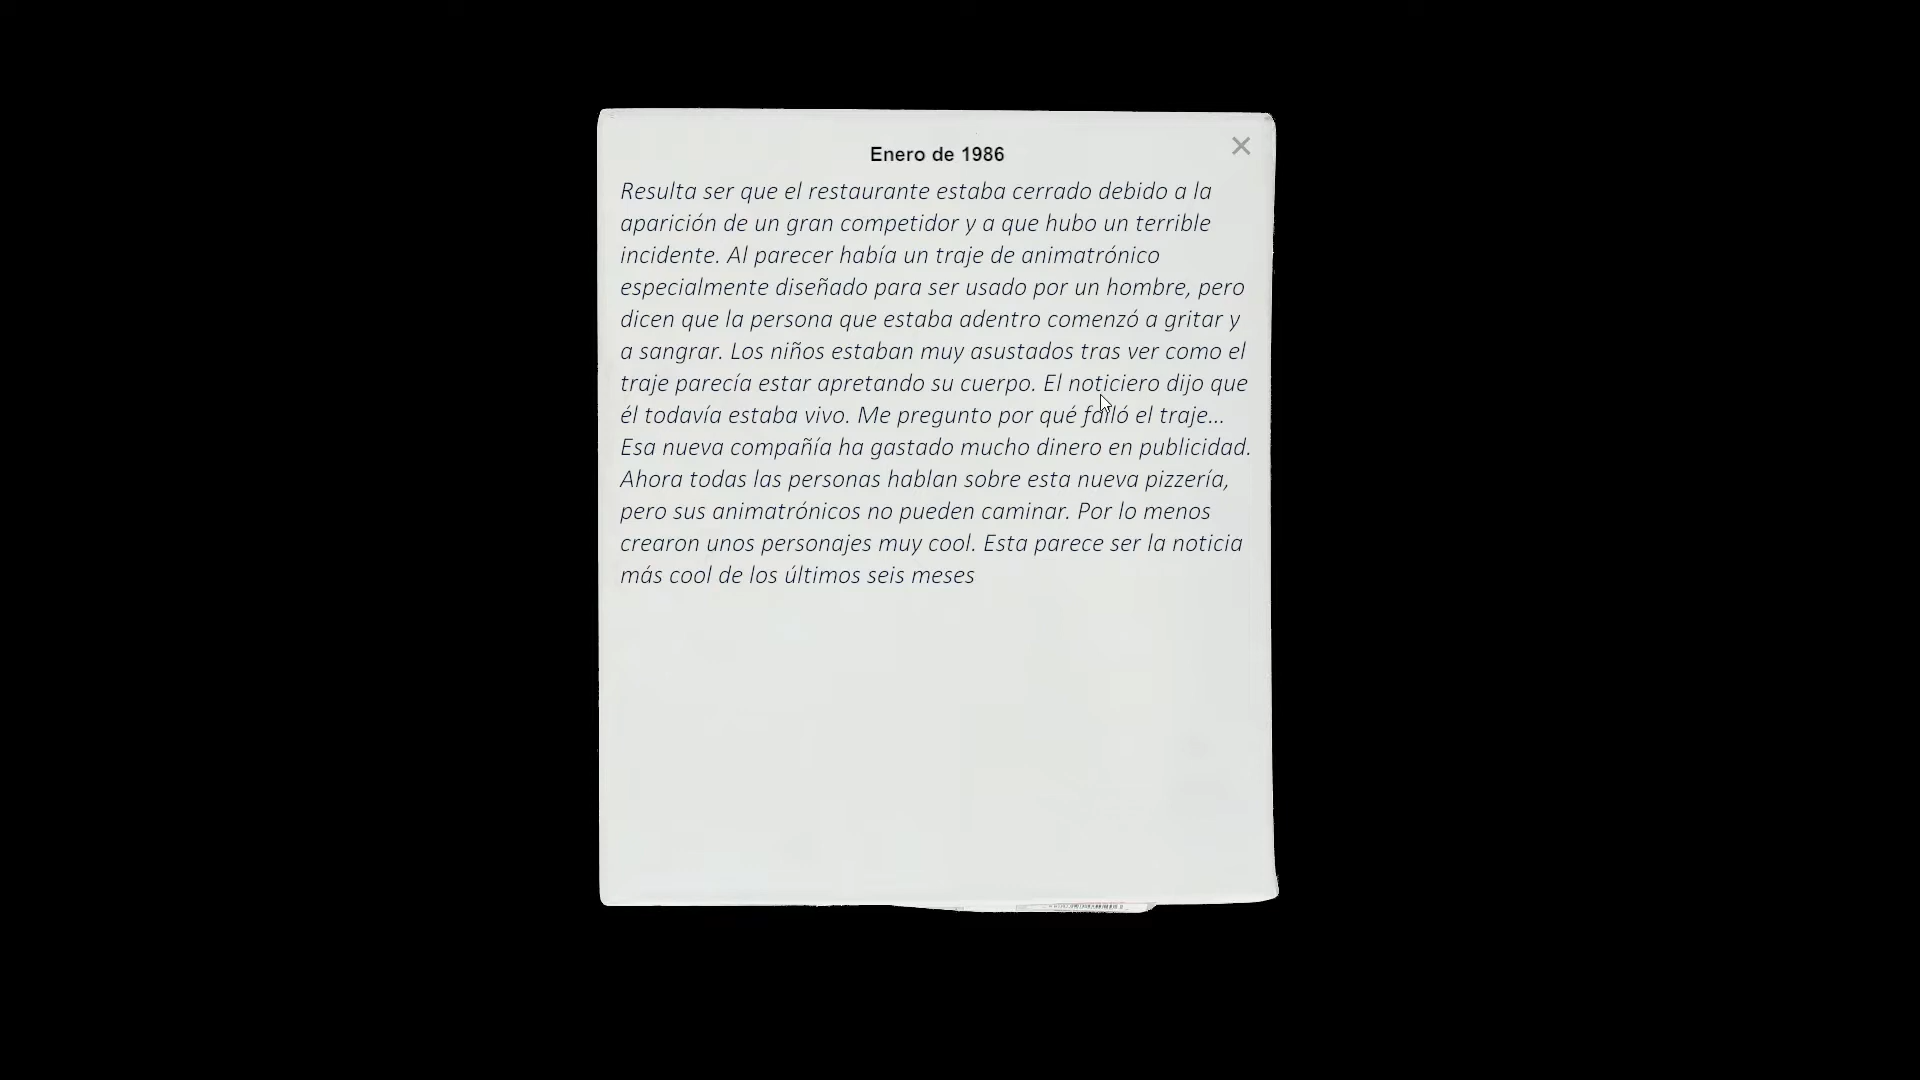 Enero de 1986
Resulta ser que el restaurante estaba cerrado debido a la
aparición de un gran competidor y a que hubo un terrible
incidente. Al parecer había un traje de animatrónico
especialmente diseñado para ser usado por un hombre, pero
dicen que la persona que estaba adentro comenzó a gritar y
a sangrar. Los niños estaban muy asustados tras ver como el
traje parecía estar apretando su cuerpo. El noticiero dijo que
él todavía estaba vivo. Me pregunto por qué falló el traje...
Esa nueva compañía ha gastado mucho dinero en publicidad.
Ahora todas las personas hablan sobre esta nueva pizzería,
pero sus animatrónicos no pueden caminar. Por lo menos
crearon unos personajes muy cool. Esta parece ser la noticia
más cool de los últimos seis meses